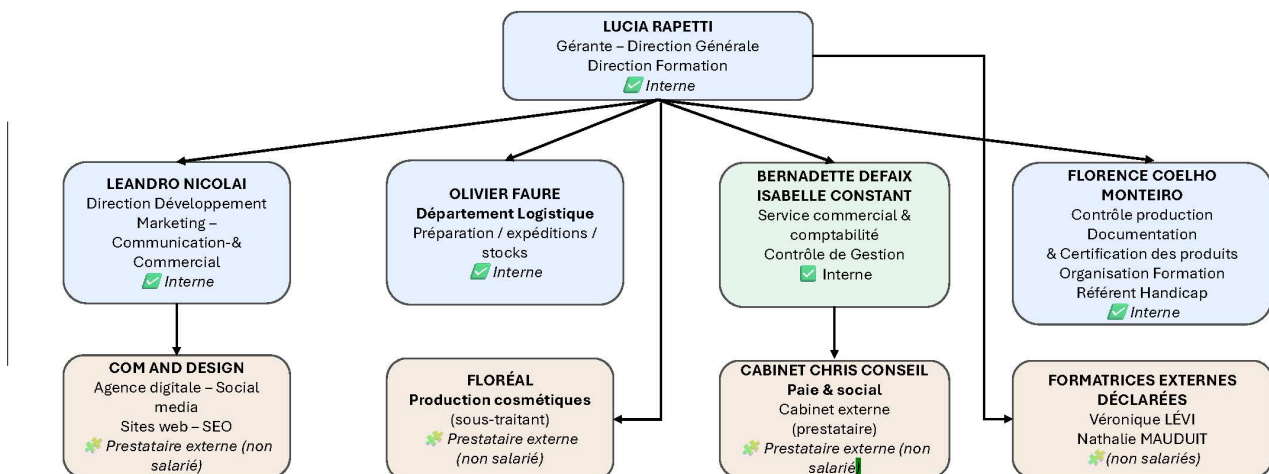 LUCIA RAPETTI
Gérante – Direction Générale
Direction Formation
✅ Interne
LEANDRO NICOLAI
Direction Développement
Marketing –
Communication-&
Commercial
✅ Interne
OLIVIER FAURE
Département Logistique
Préparation / expéditions /
stocks
✅ Interne
BERNADETTE DEFAIX
ISABELLE CONSTANT
Service commercial &
comptabilité
Contrôle de Gestion
✅ Interne
FLORENCE COELHO
MONTEIRO
Contrôle production
Documentation
& Certification des produits
Organisation Formation
Référent Handicap
✅ Interne
COM AND DESIGN
Agence digitale – Social
media
Sites web – SEO
🧩 Prestataire externe (non
salarié)
FLORÉAL
Production cosmétiques
(sous-traitant)
🧩 Prestataire externe
(non salarié)
CABINET CHRIS CONSEIL
Paie & social
Cabinet externe
(prestataire)
🧩 Prestataire externe (non
salarié)
FORMATRICES EXTERNES
DÉCLARÉES
Véronique LÉVI
Nathalie MAUDUIT
🧩 (non salariés)